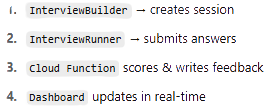 1. InterviewBuilder → creates session
2. InterviewRunner → submits answers
3. Cloud Function scores & writes feedback
4. Dashboard updates in real-time